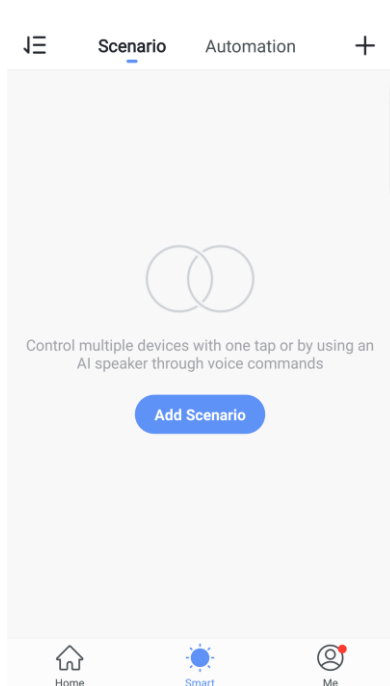 Scenario Automation
Control multiple devices with one tap or by using an
AI speaker through voice commands
Add Scenario
Home Smart Me